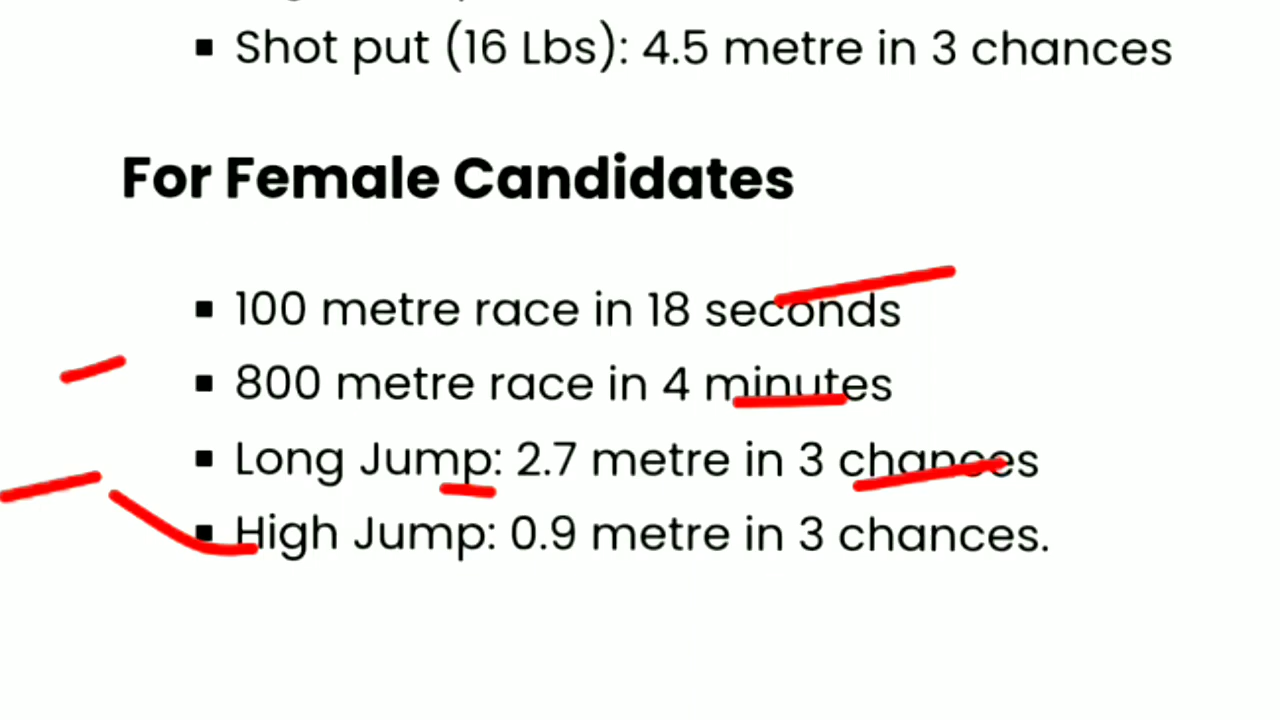 Shot put (16 Lbs): 4.5 metre in 3 chances
For Female Candidates
100 metre race in 18 seconds
800 metre race in 4 minutes
Long Jump: 2.7 metre in 3 chances
High Jump: 0.9 metre in 3 chances.